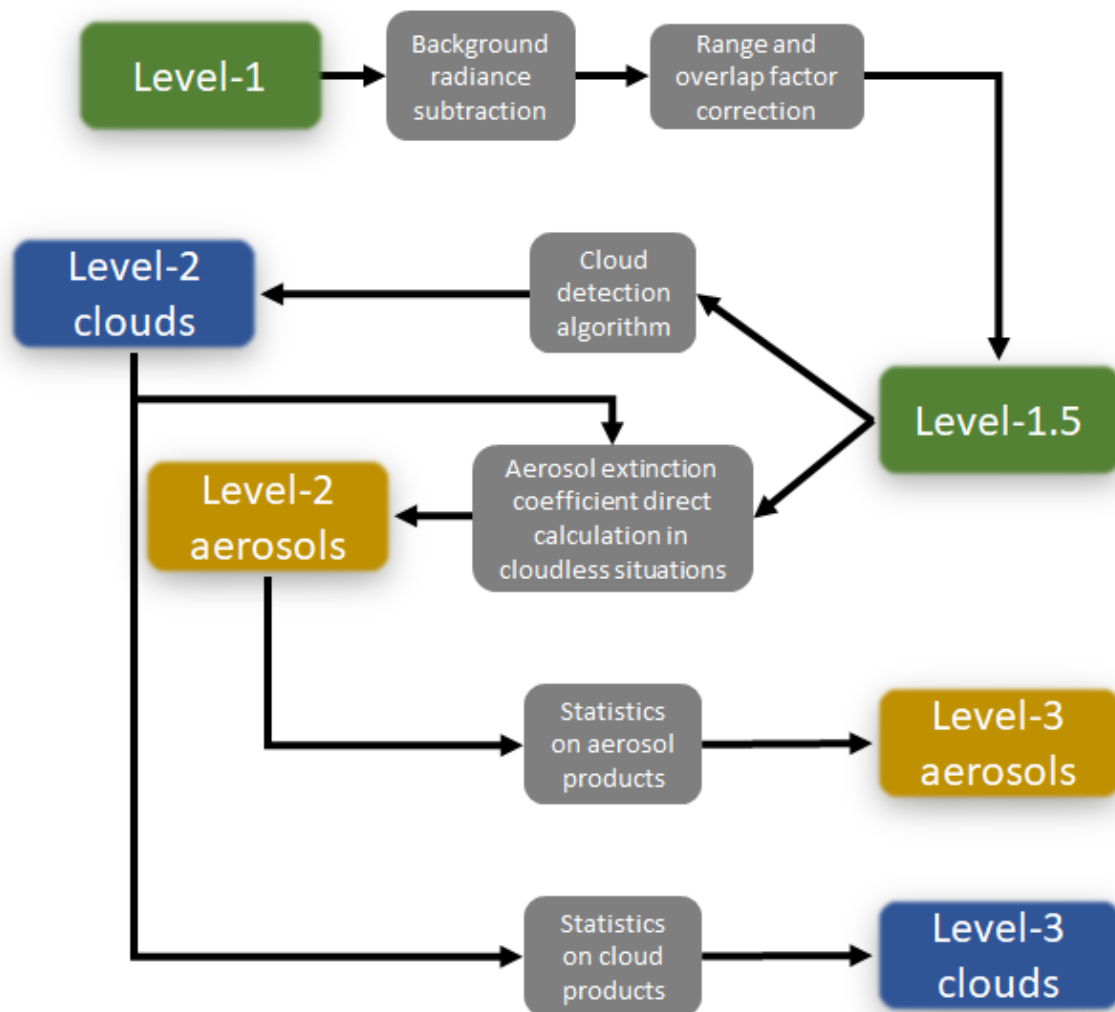 Level-1
Background
radiance
subtraction
Range and
overlap factor
correction
Level-2
clouds
Cloud
detection
algorithm
Level-1.5
Level-2
aerosols
Aerosol extinction
coefficient direct
calculation in
cloudless situations
Statistics
on aerosol
products
Level-3
aerosols
Statistics
on cloud
products
Level-3
clouds